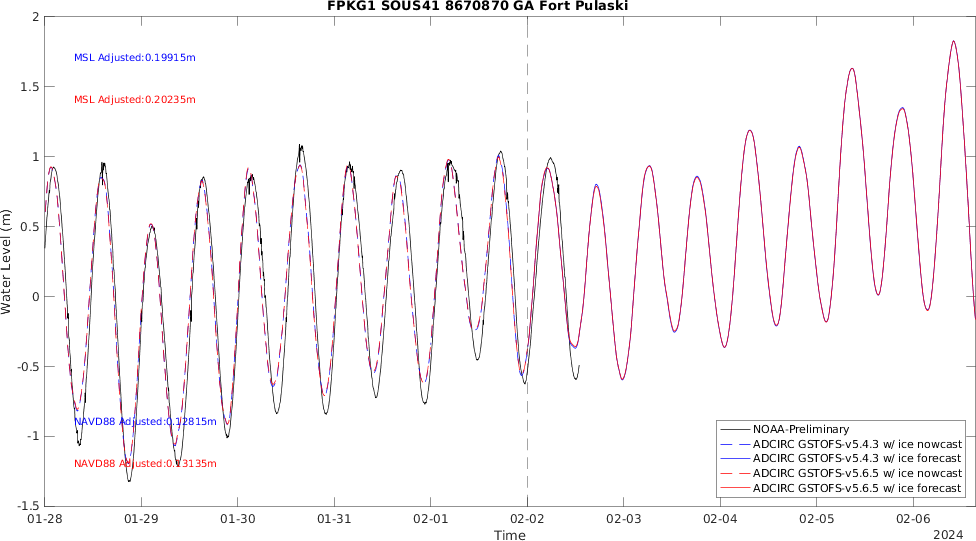 FPKG1 SOUS41 8670870 GA Fort Pulaski
2
1.5
1
0.5
0
-0.5
-1
-1.5
Water Level (m)
MSL Adjusted:0.19915m
MSL Adjusted:0.20235m
NAVD88 Adjusted:0.12815m
NAVD88 Adjusted:0.13135m
NOAA-Preliminary
ADCIRC GSTOFS-v5.4.3 w/ ice nowcast
ADCIRC GSTOFS-v5.4.3 w/ ice forecast
ADCIRC GSTOFS-v5.6.5 w/ ice nowcast
ADCIRC GSTOFS-v5.6.5 w/ ice forecast
01-28 01-29 01-30 01-31 02-01 02-02 02-03 02-04 02-05 02-06
Time
2024